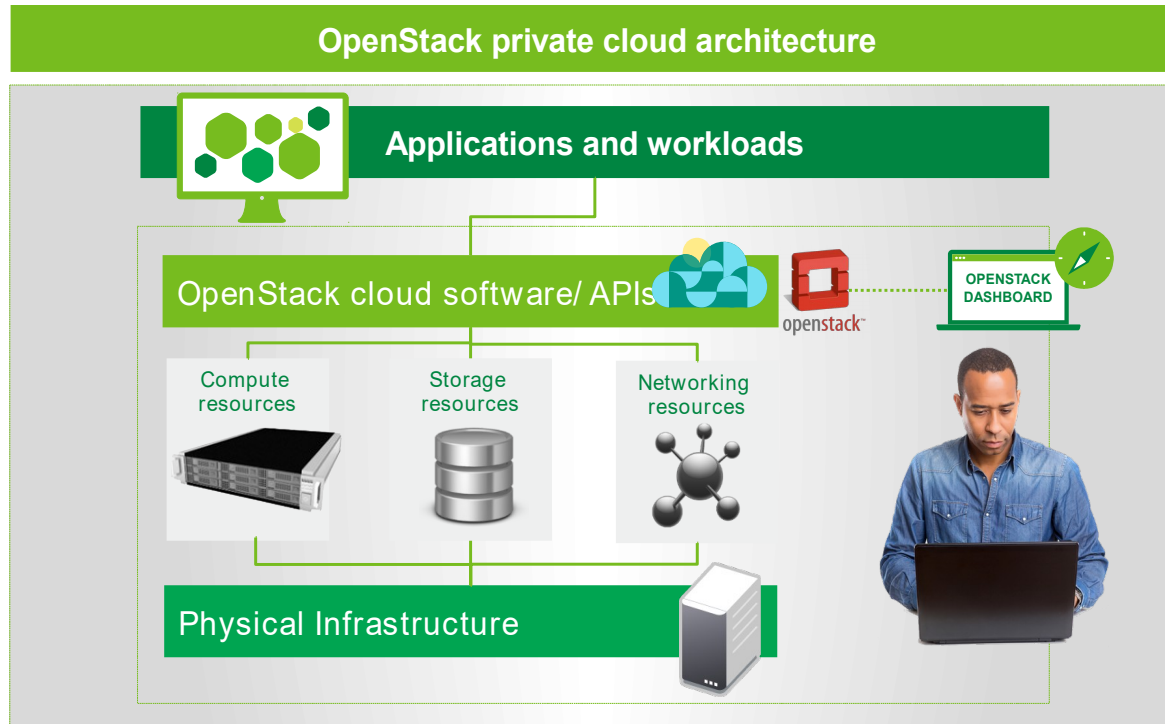 OpenStack private cloud architecture
Applications and workloads
OpenStack cloud software/ APIs
openstack™
OPENSTACK
DASHBOARD
Compute
resources
Storage
resources
Networking
resources
Physical Infrastructure